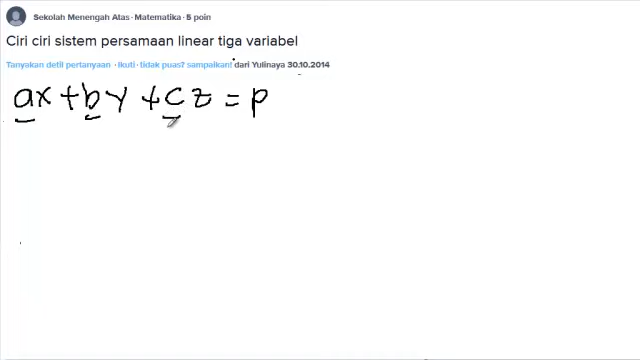 Sekolah Menengah Atas · Matematika · 5 poin
Ciri ciri sistem persamaan linear tiga variabel
Tanyakan detil pertanyaan · Ikuti · tidak puas? sampaikan! dari Yulinaya 30.10.2014
ax + by + cz = p